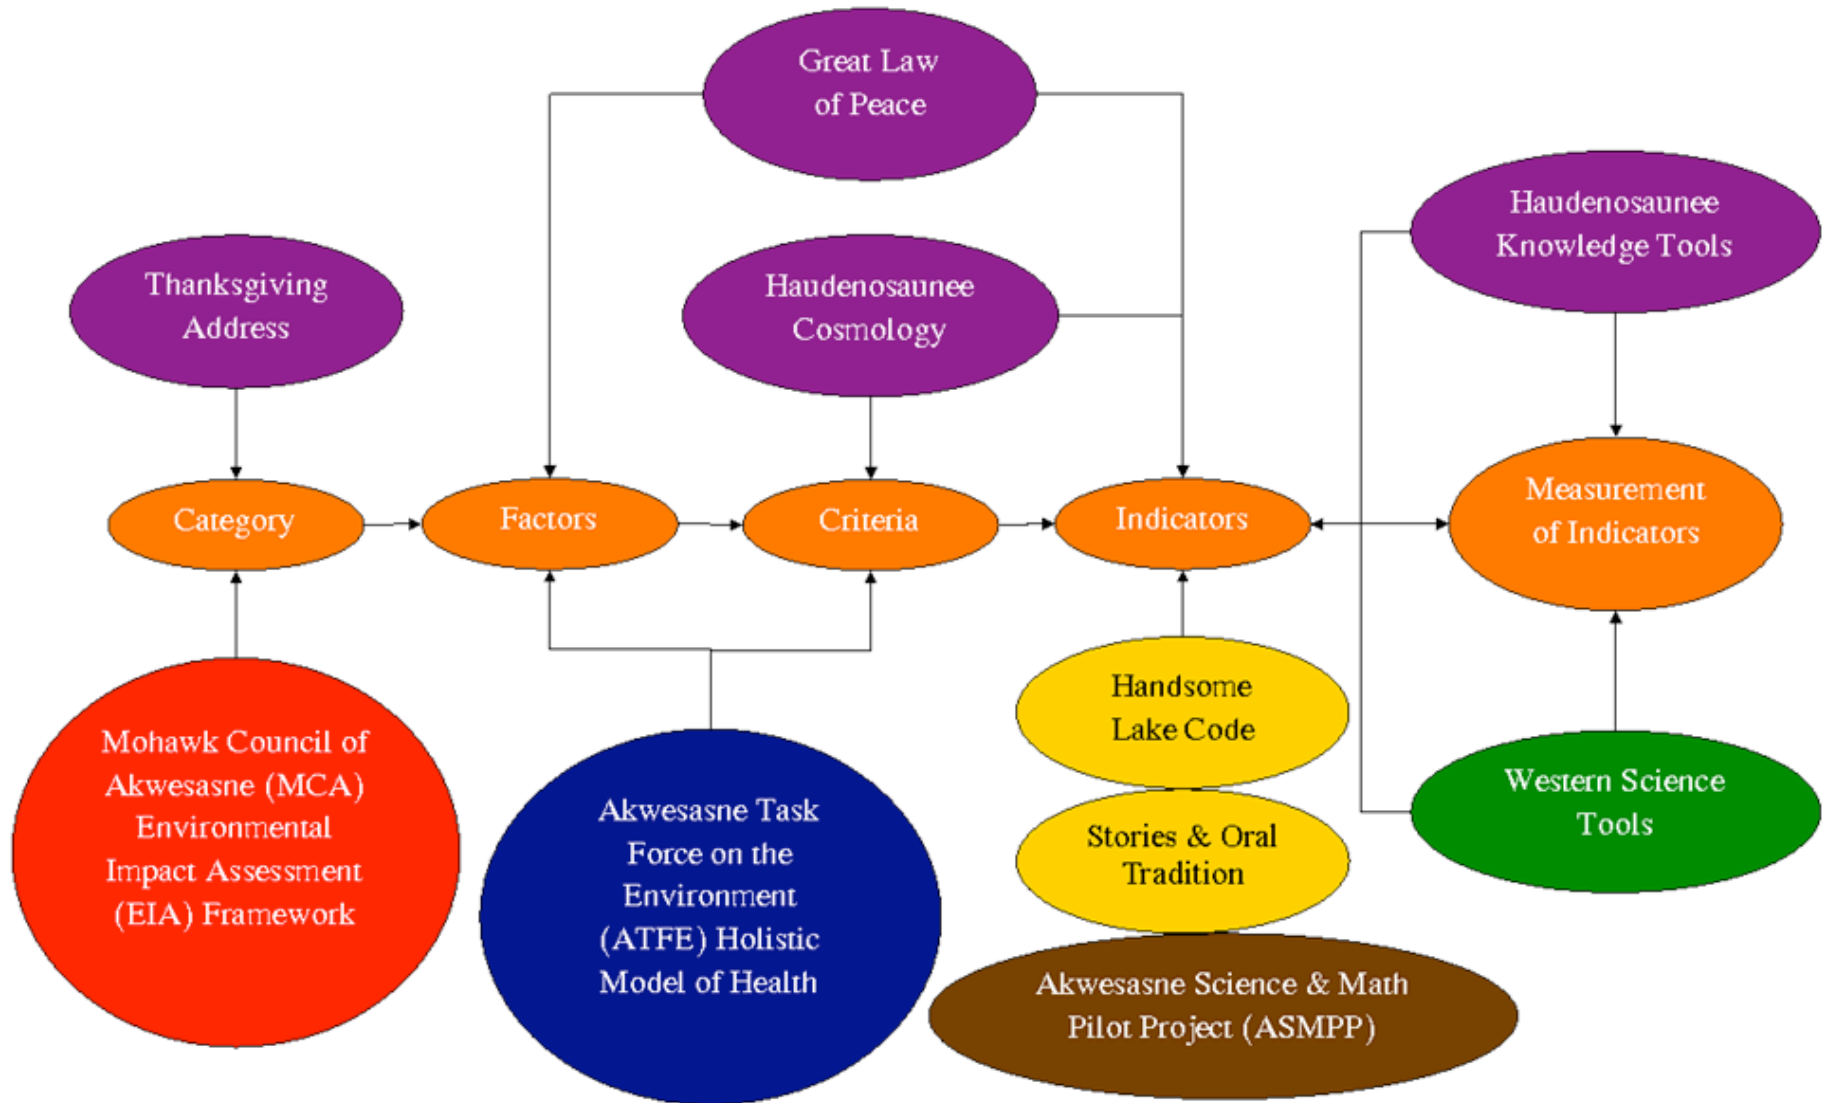 Great Law
of Peace
Haudenosaunee
Knowledge Tools
Thanksgiving
Address
Haudenosaunee
Cosmology
Category
Factors
Criteria
Indicators
Measurement
of Indicators
Mohawk Council of
Akwesasne (MCA)
Environmental
Impact Assessment
(EIA) Framework
Akwesasne Task
Force on the
Environment
(ATFE) Holistic
Model of Health
Handsome
Lake Code
Stories & Oral
Tradition
Akwesasne Science & Math
Pilot Project (ASMPP)
Western Science
Tools